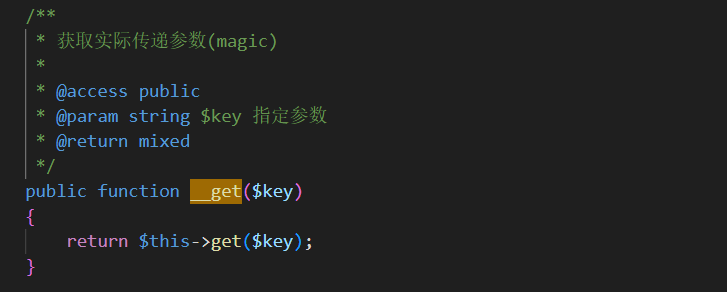 /**
 * 获取实际传递参数(magic)
 *
 * @access public
 * @param string $key 指定参数
 * @return mixed
 */
public function __get($key)
{
    return $this->get($key);
}